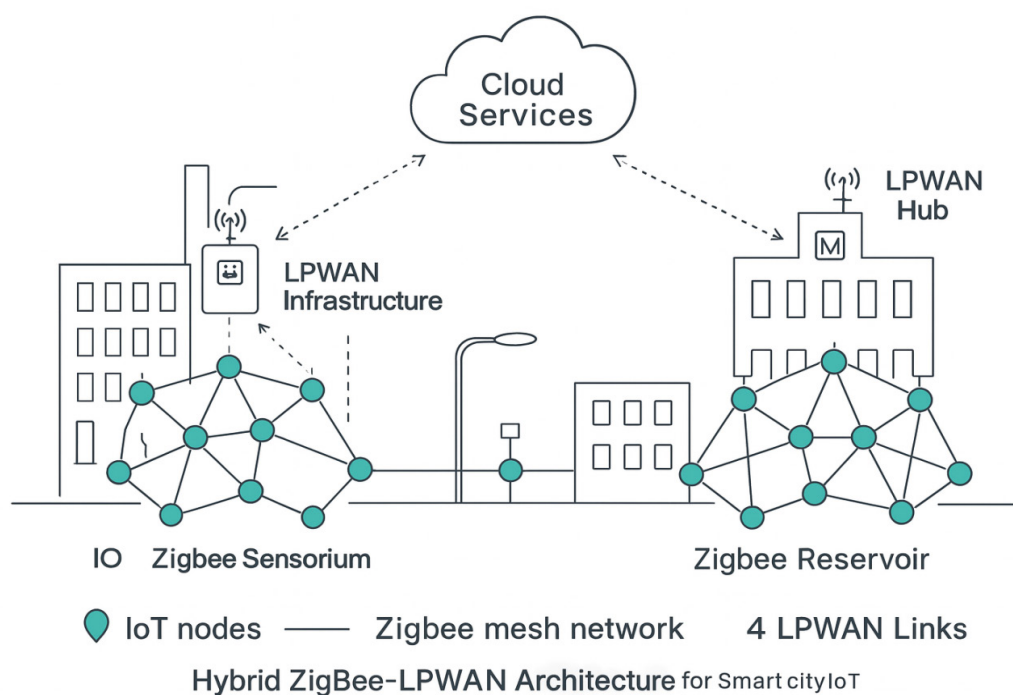 Cloud
Services
LPWAN
Hub
M
LPWAN
Infrastructure
IO Zigbee Sensorium
Zigbee Reservoir
IoT nodes Zigbee mesh network 4 LPWAN Links
Hybrid ZigBee-LPWAN Architecture for Smart cityIoT